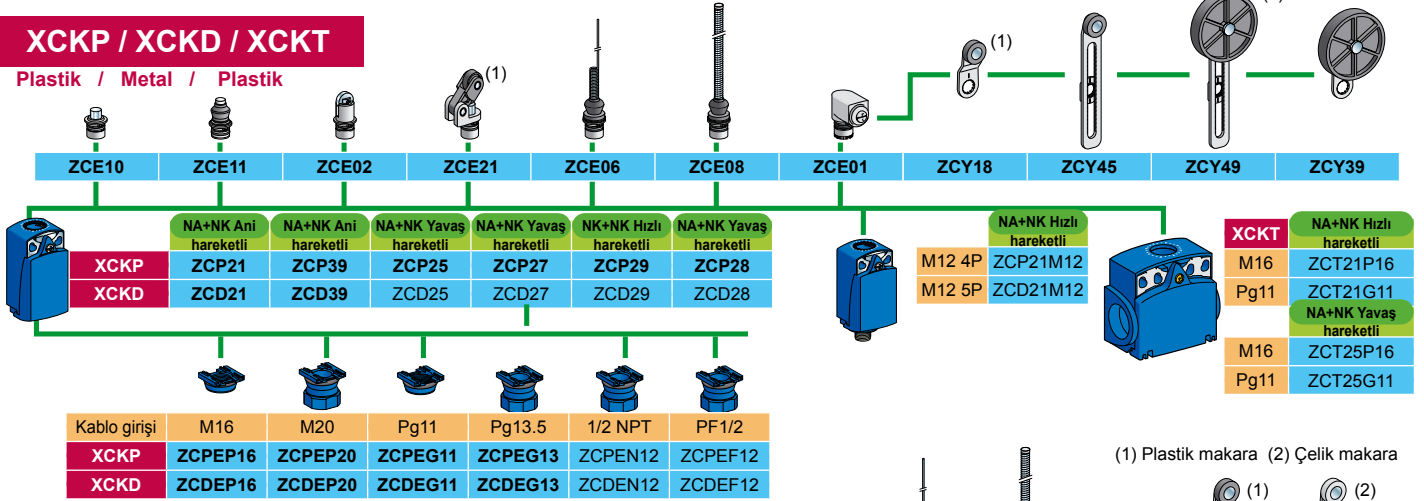 XCKP / XCKD / XCKT
Plastik / Metal / Plastik
(1)
(1)
ZCE10 ZCE11 ZCE02 ZCE21 ZCE06 ZCE08 ZCE01 ZCY18 ZCY45 ZCY49 ZCY39
NA+NK Ani hareketli NA+NK Ani hareketli NA+NK Yavaş hareketli NA+NK Yavaş hareketli NK+NK Hızlı hareketli NA+NK Yavaş hareketli
XCKP ZCP21 ZCP39 ZCP25 ZCP27 ZCP29 ZCP28
XCKD ZCD21 ZCD39 ZCD25 ZCD27 ZCD29 ZCD28
NA+NK Hızlı hareketli
M12 4P ZCP21M12
M12 5P ZCD21M12
XCKT NA+NK Hızlı hareketli
M16 ZCT21P16
Pg11 ZCT21G11
NA+NK Yavaş hareketli
M16 ZCT25P16
Pg11 ZCT25G11
Kablo girişi M16 M20 Pg11 Pg13.5 1/2 NPT PF1/2
XCKP ZCPEP16 ZCPEP20 ZCPEG11 ZCPEG13 ZCPEN12 ZCPEF12
XCKD ZCDEP16 ZCDEP20 ZCDEG11 ZCDEG13 ZCDEN12 ZCDEF12
(1) Plastik makara (2) Çelik makara
(1) (2)